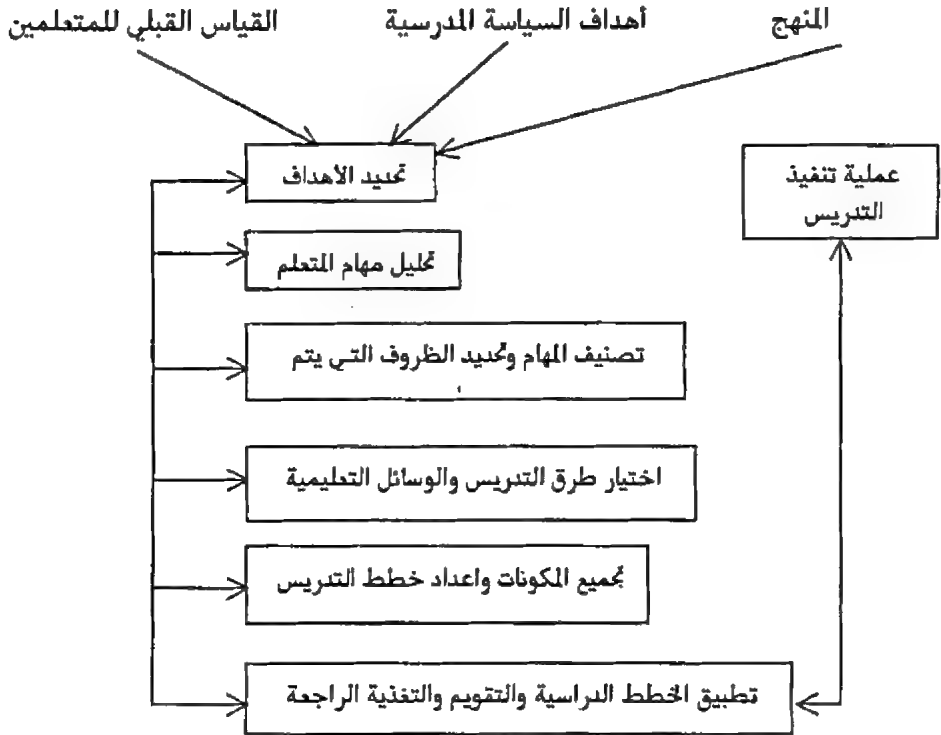 المنهج
أهداف السياسة المدرسية
القياس القبلي للمتعلمين
تحديد الأهداف
عملية تنفيذ
التدريس
تحليل مهام المتعلم
تصنيف المهام وتحديد الظروف التي يتم
اختيار طرق التدريس والوسائل التعليمية
تجميع المكونات واعداد خطط التدريس
تطبيق الخطط الدراسية والتقويم والتغذية الراجعة